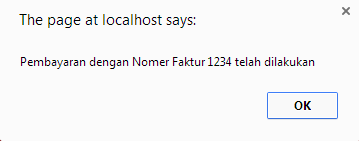 The page at localhost says:
Pembayaran dengan Nomer Faktur 1234 telah dilakukan
OK